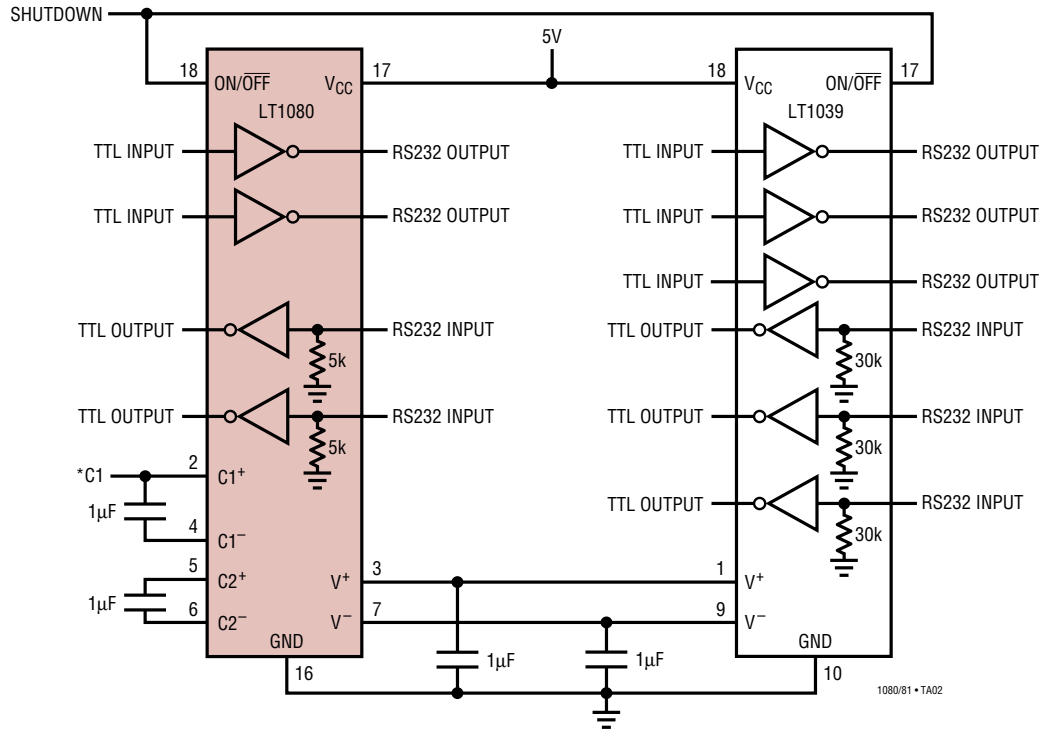 SHUTDOWN
5V
18 ON/OFF VCC 17
18 VCC ON/OFF 17
LT1080
LT1039
TTL INPUT RS232 OUTPUT
TTL INPUT RS232 OUTPUT
TTL INPUT RS232 OUTPUT
TTL INPUT RS232 OUTPUT
TTL INPUT RS232 OUTPUT
TTL OUTPUT RS232 INPUT
5k
TTL OUTPUT RS232 INPUT
30k
TTL OUTPUT RS232 INPUT
5k
TTL OUTPUT RS232 INPUT
30k
*C1 2 C1+
1µF
4 C1−
TTL OUTPUT RS232 INPUT
30k
5 C2+
1µF
6 C2−
V+ 3
1 V+
V− 7
9 V−
GND
16
1µF
1µF
GND
10
1080/81 • TA02